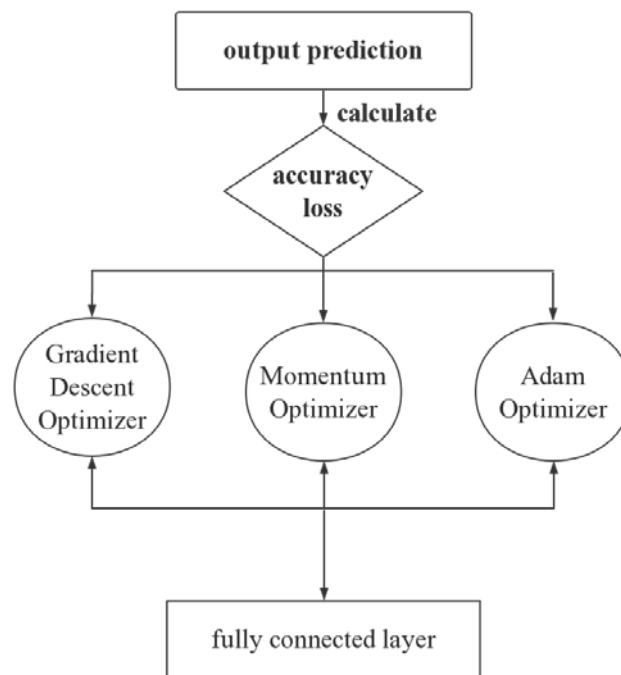 output prediction
calculate
accuracy
loss
Gradient
Descent
Optimizer
Momentum
Optimizer
Adam
Optimizer
fully connected layer